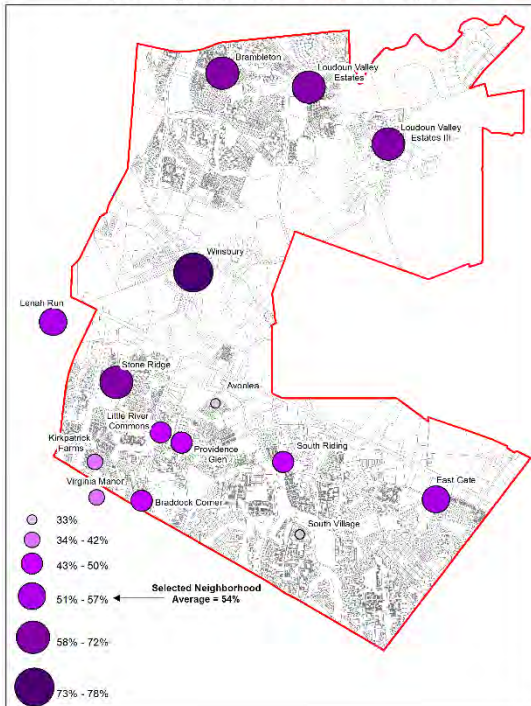 Brambleton
Loudoun Valley
Estates
Loudoun Valley
Estates III
Winsbury
Lenah Run
Stone Ridge
Avonlea
Little River
Commons
Kirkpatrick
Farms
Providence
Glen
South Riding
Virginia Manor
Braddock Corner
East Gate
South Village
33%
34% - 42%
43% - 50%
51% - 57%
Selected Neighborhood
Average = 54%
58% - 72%
73% - 78%